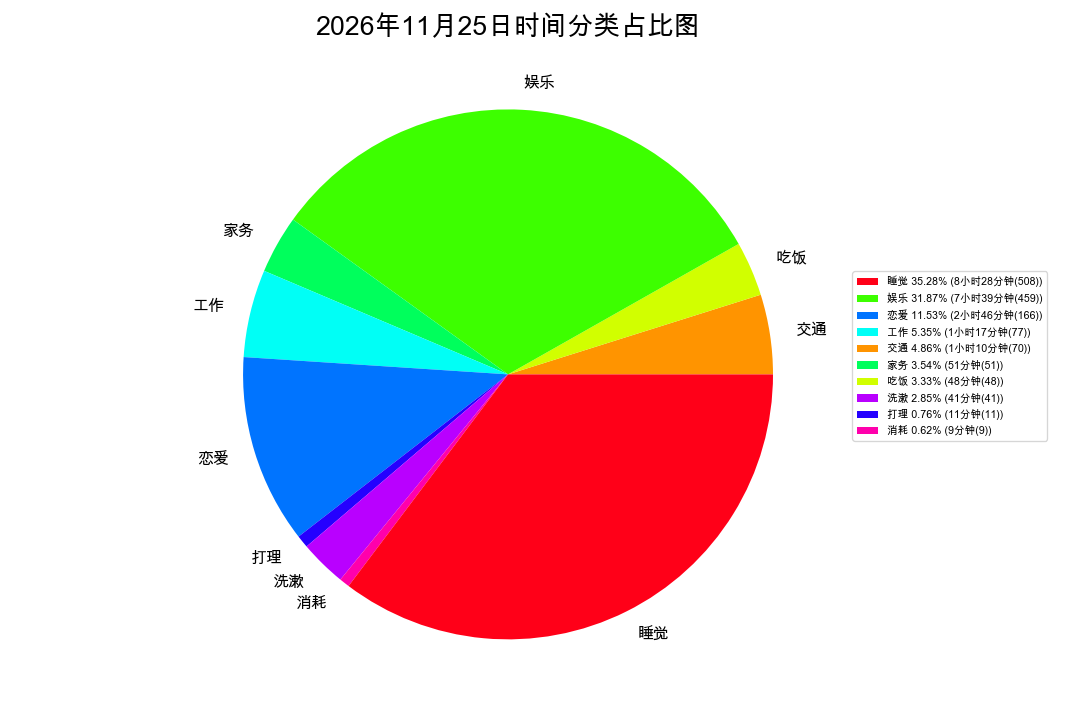 2026年11月25日时间分类占比图
娱乐
家务
吃饭
工作
交通
恋爱
打理
洗漱
消耗
睡觉
睡觉 35.28% (8小时28分钟(508))
娱乐 31.87% (7小时39分钟(459))
恋爱 11.53% (2小时46分钟(166))
工作 5.35% (1小时17分钟(77))
交通 4.86% (1小时10分钟(70))
家务 3.54% (51分钟(51))
吃饭 3.33% (48分钟(48))
洗漱 2.85% (41分钟(41))
打理 0.76% (11分钟(11))
消耗 0.62% (9分钟(9))